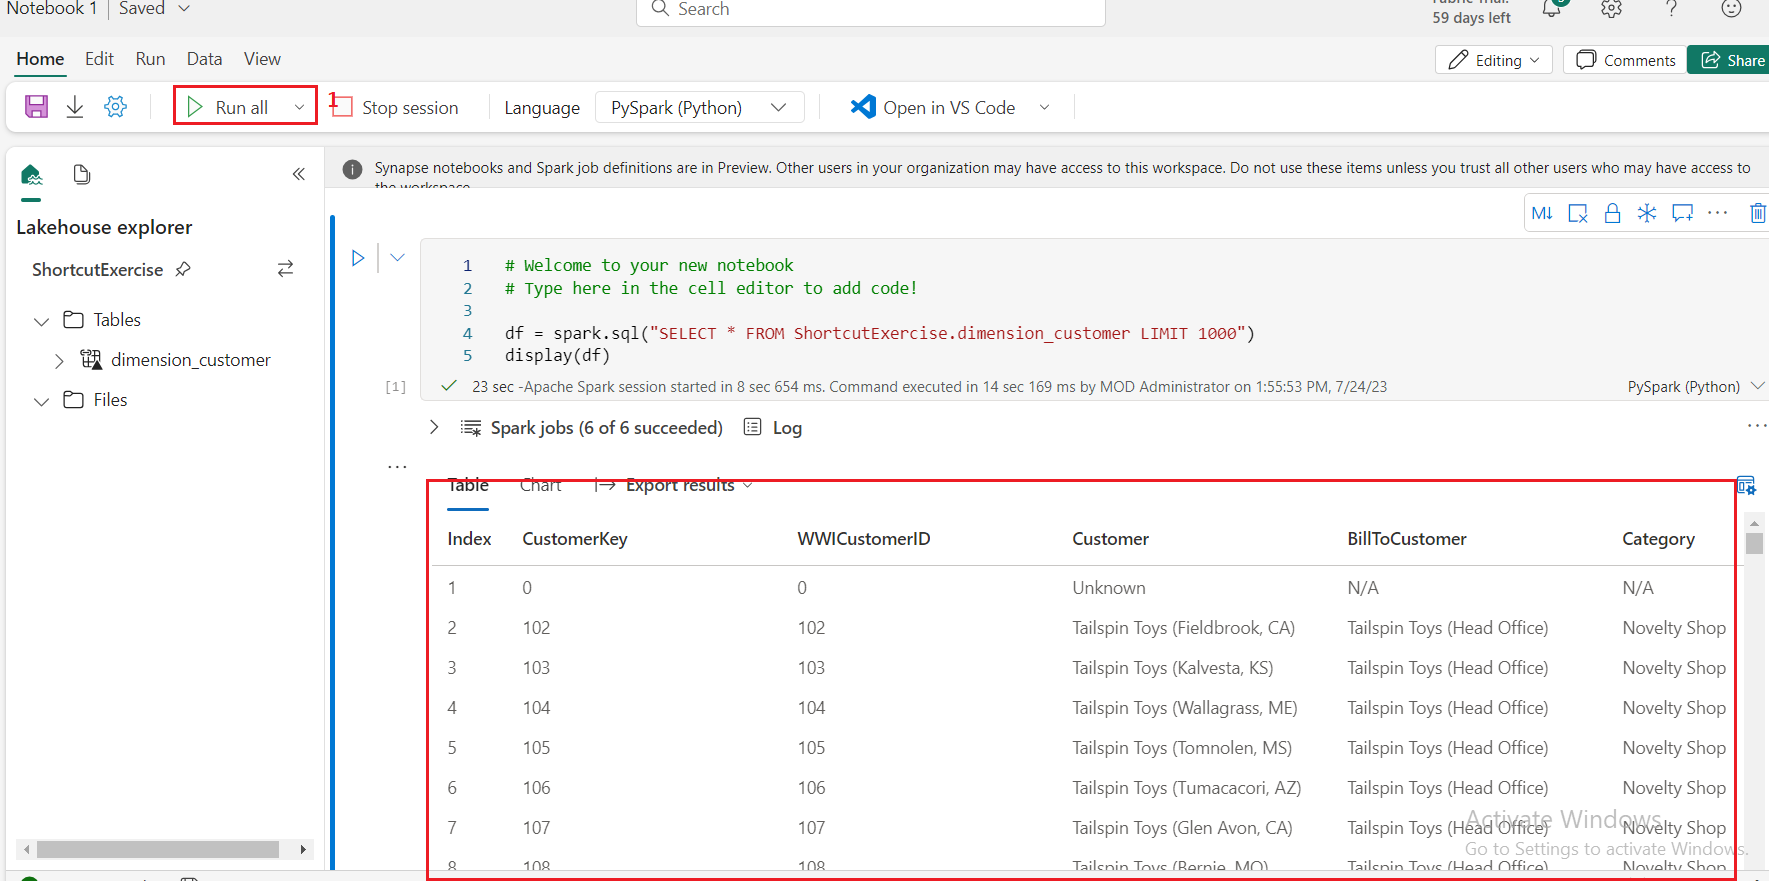 Notebook 1 Saved
Search
Fabric Trial:
59 days left
Home Edit Run Data View
Editing Comments Share
Run all 1 Stop session Language PySpark (Python) Open in VS Code
Synapse notebooks and Spark job definitions are in Preview. Other users in your organization may have access to this workspace. Do not use these items unless you trust all other users who may have access to
the workspace.
Lakehouse explorer
ShortcutExercise
Tables
dimension_customer
Files
M↓
1 # Welcome to your new notebook
2 # Type here in the cell editor to add code!
3
4 df = spark.sql("SELECT * FROM ShortcutExercise.dimension_customer LIMIT 1000")
5 display(df)
[1] 23 sec -Apache Spark session started in 8 sec 654 ms. Command executed in 14 sec 169 ms by MOD Administrator on 1:55:53 PM, 7/24/23 PySpark (Python)
Spark jobs (6 of 6 succeeded) Log
Table Chart Export results
Index CustomerKey WWICustomerID Customer BillToCustomer Category
1 0 0 Unknown N/A N/A
2 102 102 Tailspin Toys (Fieldbrook, CA) Tailspin Toys (Head Office) Novelty Shop
3 103 103 Tailspin Toys (Kalvesta, KS) Tailspin Toys (Head Office) Novelty Shop
4 104 104 Tailspin Toys (Wallagrass, ME) Tailspin Toys (Head Office) Novelty Shop
5 105 105 Tailspin Toys (Tomnolen, MS) Tailspin Toys (Head Office) Novelty Shop
6 106 106 Tailspin Toys (Tumacacori, AZ) Tailspin Toys (Head Office) Novelty Shop
7 107 107 Tailspin Toys (Glen Avon, CA) Tailspin Toys (Head Office) Novelty Shop
8 108 108 Tailspin Toys (Bernie, MO) Tailspin Toys (Head Office) Novelty Shop
Activate Windows
Go to Settings to activate Windows.